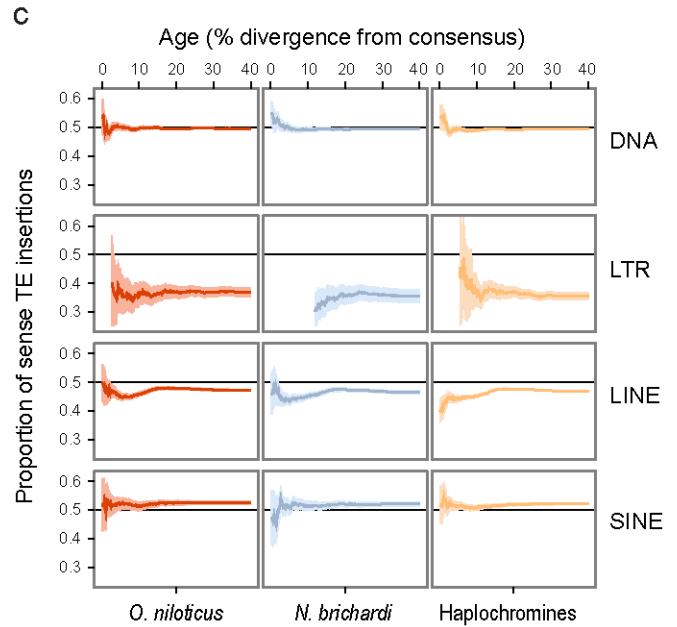 C
Age (% divergence from consensus)
0 10 20 40 0 10 20 40 0 10 20 40
Proportion of sense TE insertions
0.6
0.5
0.4
0.3
DNA
0.6
0.5
0.4
0.3
LTR
0.6
0.5
0.4
0.3
LINE
0.6
0.5
0.4
0.3
SINE
O. niloticus N. brichardi Haplochromines